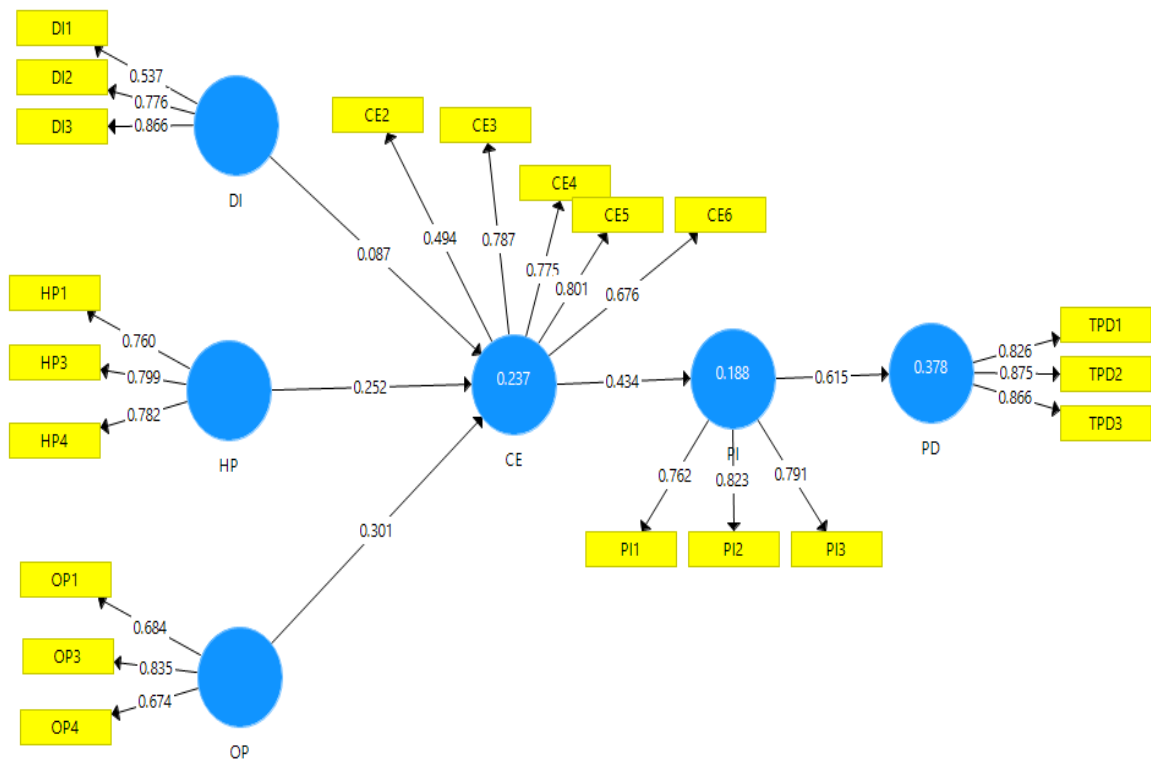 DI1
DI2
DI3
0.537
0.776
0.866
DI
CE2
CE3
CE4
CE5
CE6
0.494
0.787
0.775
0.801
0.676
0.087
HP1
HP3
HP4
0.760
0.799
0.782
HP
0.252
0.237
CE
0.434
0.188
PI
0.615
0.378
PD
0.826
0.875
0.866
TPD1
TPD2
TPD3
0.762
0.823
0.791
PI1
PI2
PI3
0.301
OP1
OP3
OP4
0.684
0.835
0.674
OP